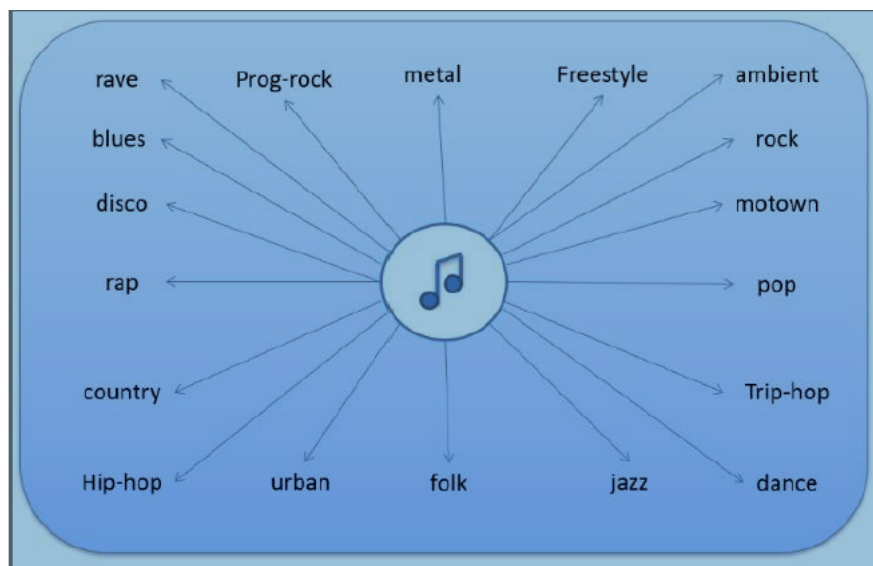 rave Prog-rock metal Freestyle ambient
blues rock
disco motown
rap pop
country Trip-hop
Hip-hop urban folk jazz dance